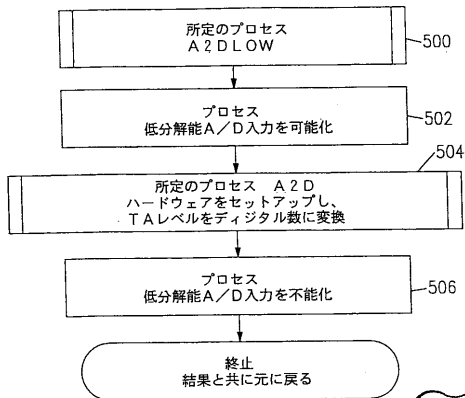 所定のプロセス
A2DLOW
500
プロセス
低分解能A/D入力を可能化
502
504
所定のプロセス A2D
ハードウェアをセットアップし、
TAレベルをディジタル数に変換
プロセス
低分解能A/D入力を不能化
506
終止
結果と共に元に戻る